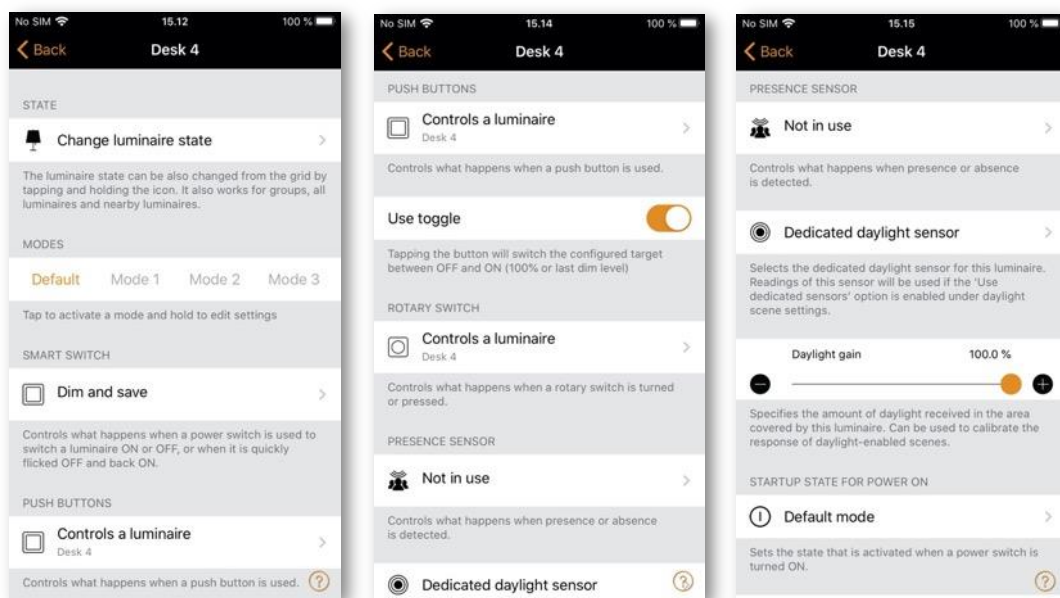 No SIM 15.12 100 %
Back Desk 4
STATE
Change luminaire state
The luminaire state can be also changed from the grid by
tapping and holding the icon. It also works for groups, all
luminaires and nearby luminaires.
MODES
Default Mode 1 Mode 2 Mode 3
Tap to activate a mode and hold to edit settings
SMART SWITCH
Dim and save
Controls what happens when a power switch is used to
switch a luminaire ON or OFF, or when it is quickly
flicked OFF and back ON.
PUSH BUTTONS
Controls a luminaire
Desk 4
Controls what happens when a push button is used. ?
No SIM 15.14 100 %
Back Desk 4
PUSH BUTTONS
Controls a luminaire
Desk 4
Controls what happens when a push button is used.
Use toggle
Tapping the button will switch the configured target
between OFF and ON (100% or last dim level)
ROTARY SWITCH
Controls a luminaire
Desk 4
Controls what happens when a rotary switch is turned
or pressed.
PRESENCE SENSOR
Not in use
Controls what happens when presence or absence
is detected.
Dedicated daylight sensor ?
No SIM 15.15 100 %
Back Desk 4
PRESENCE SENSOR
Not in use
Controls what happens when presence or absence
is detected.
Dedicated daylight sensor
Selects the dedicated daylight sensor for this luminaire.
Readings of this sensor will be used if the 'Use
dedicated sensors' option is enabled under daylight
scene settings.
Daylight gain 100.0 %
Specifies the amount of daylight received in the area
covered by this luminaire. Can be used to calibrate the
response of daylight-enabled scenes.
STARTUP STATE FOR POWER ON
Default mode
Sets the state that is activated when a power switch is
turned ON. ?